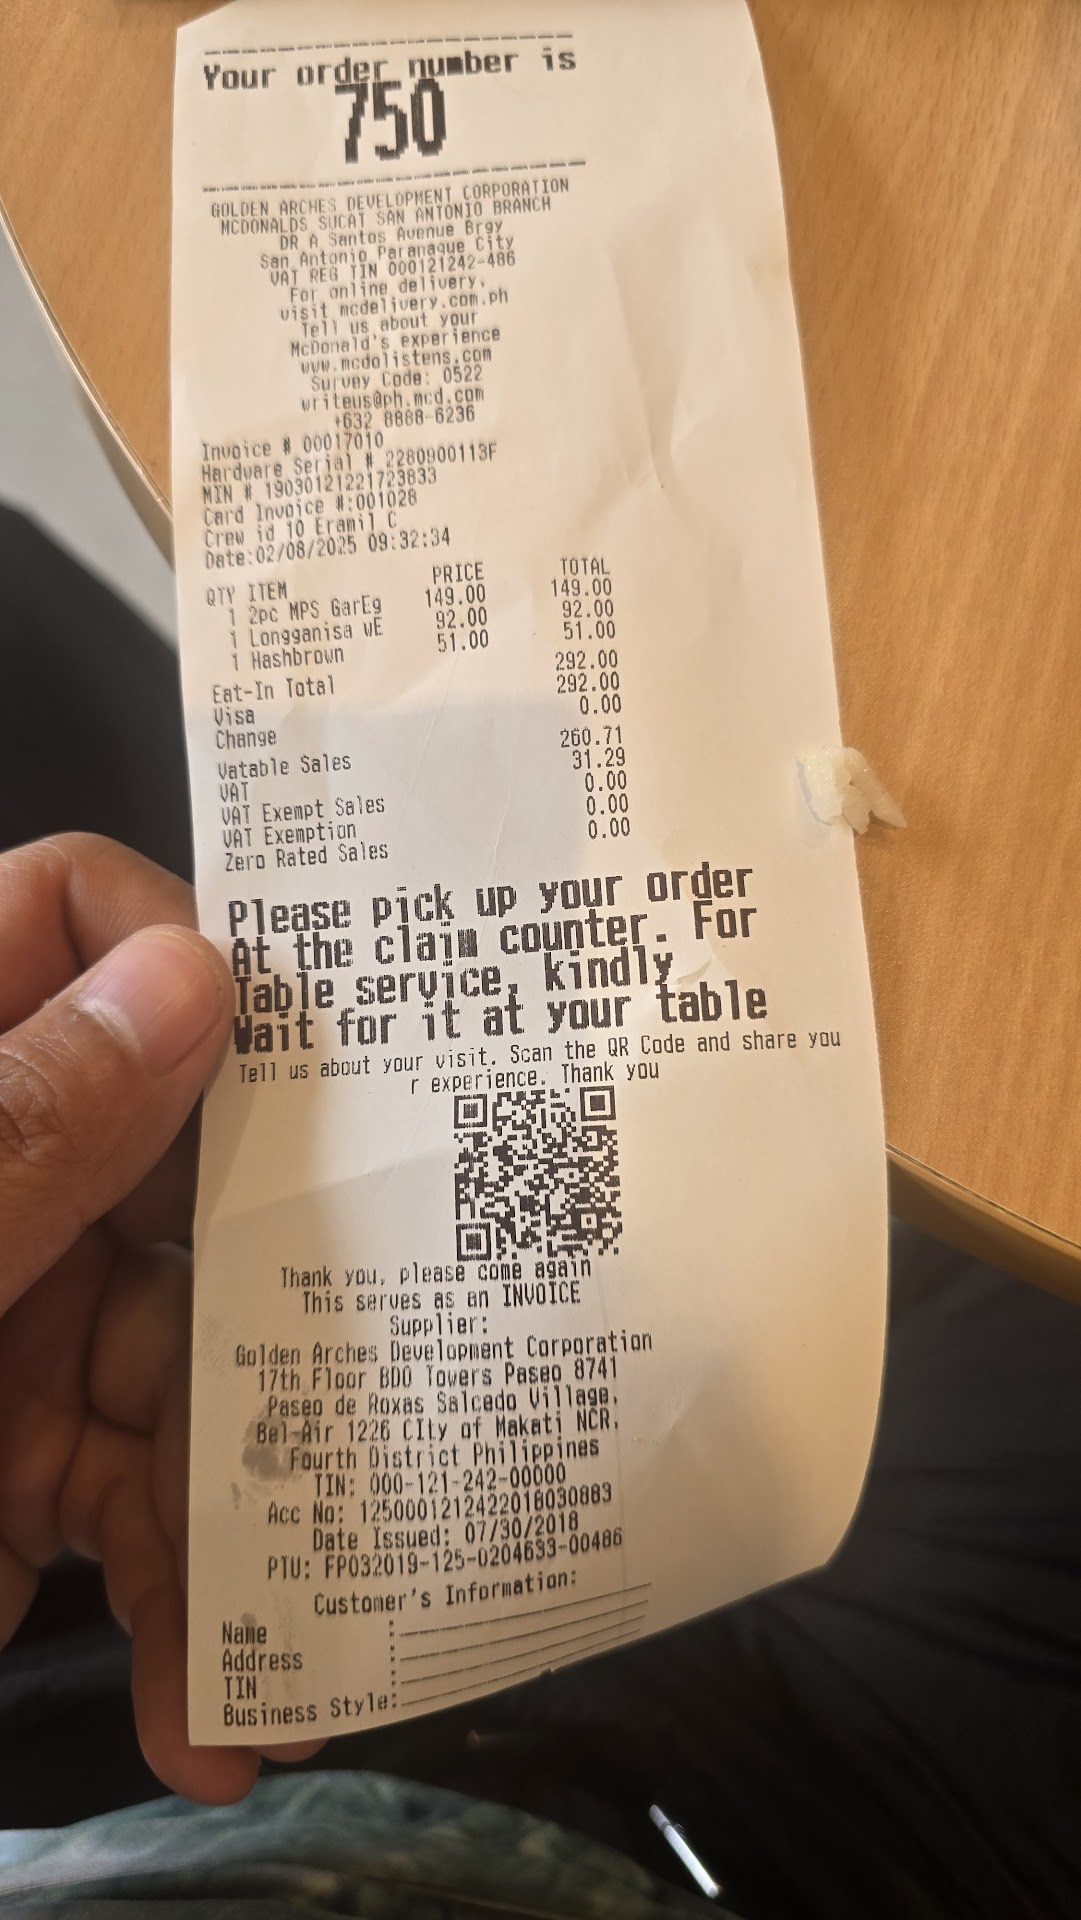 Your order number is
750
GOLDEN ARCHES DEVELOPMENT CORPORATION
MCDONALDS SUCAT SAN ANTONIO BRANCH
DR A Santos Avenue Brgy
San Antonio Paranaque City
VAT REG TIN 000121242-486
For online delivery,
visit mcdelivery.com.ph
Tell us about your
McDonald's experience
www.mcdolistens.com
Survey Code: 0522
writeus@ph.mcd.com
+632 8888-6236
Invoice # 00017010
Hardware Serial # 2280900113F
MIN # 19030121221723833
Card Invoice #:001028
Crew id 10 Eramil C
Date:02/08/2025 09:32:34
QTY ITEM PRICE TOTAL
1 2pc MPS GarEg 149.00 149.00
1 Longganisa wE 92.00 92.00
1 Hashbrown 51.00 51.00
Eat-In Total 292.00
Visa 292.00
Change 0.00
Vatable Sales 260.71
VAT 31.29
VAT Exempt Sales 0.00
VAT Exemption 0.00
Zero Rated Sales 0.00
Please pick up your order
At the claim counter. For
Table service, kindly
Wait for it at your table
Tell us about your visit. Scan the QR Code and share you
r experience. Thank you
Thank you, please come again
This serves as an INVOICE
Supplier:
Golden Arches Development Corporation
17th Floor BDO Towers Paseo 8741
Paseo de Roxas Salcedo Village,
Bel-Air 1226 CIty of Makati NCR,
Fourth District Philippines
TIN: 000-121-242-00000
Acc No: 1250001212422018030883
Date Issued: 07/30/2018
PTU: FP032019-125-0204633-00486
Customer's Information:
Name :
Address :
TIN :
Business Style: